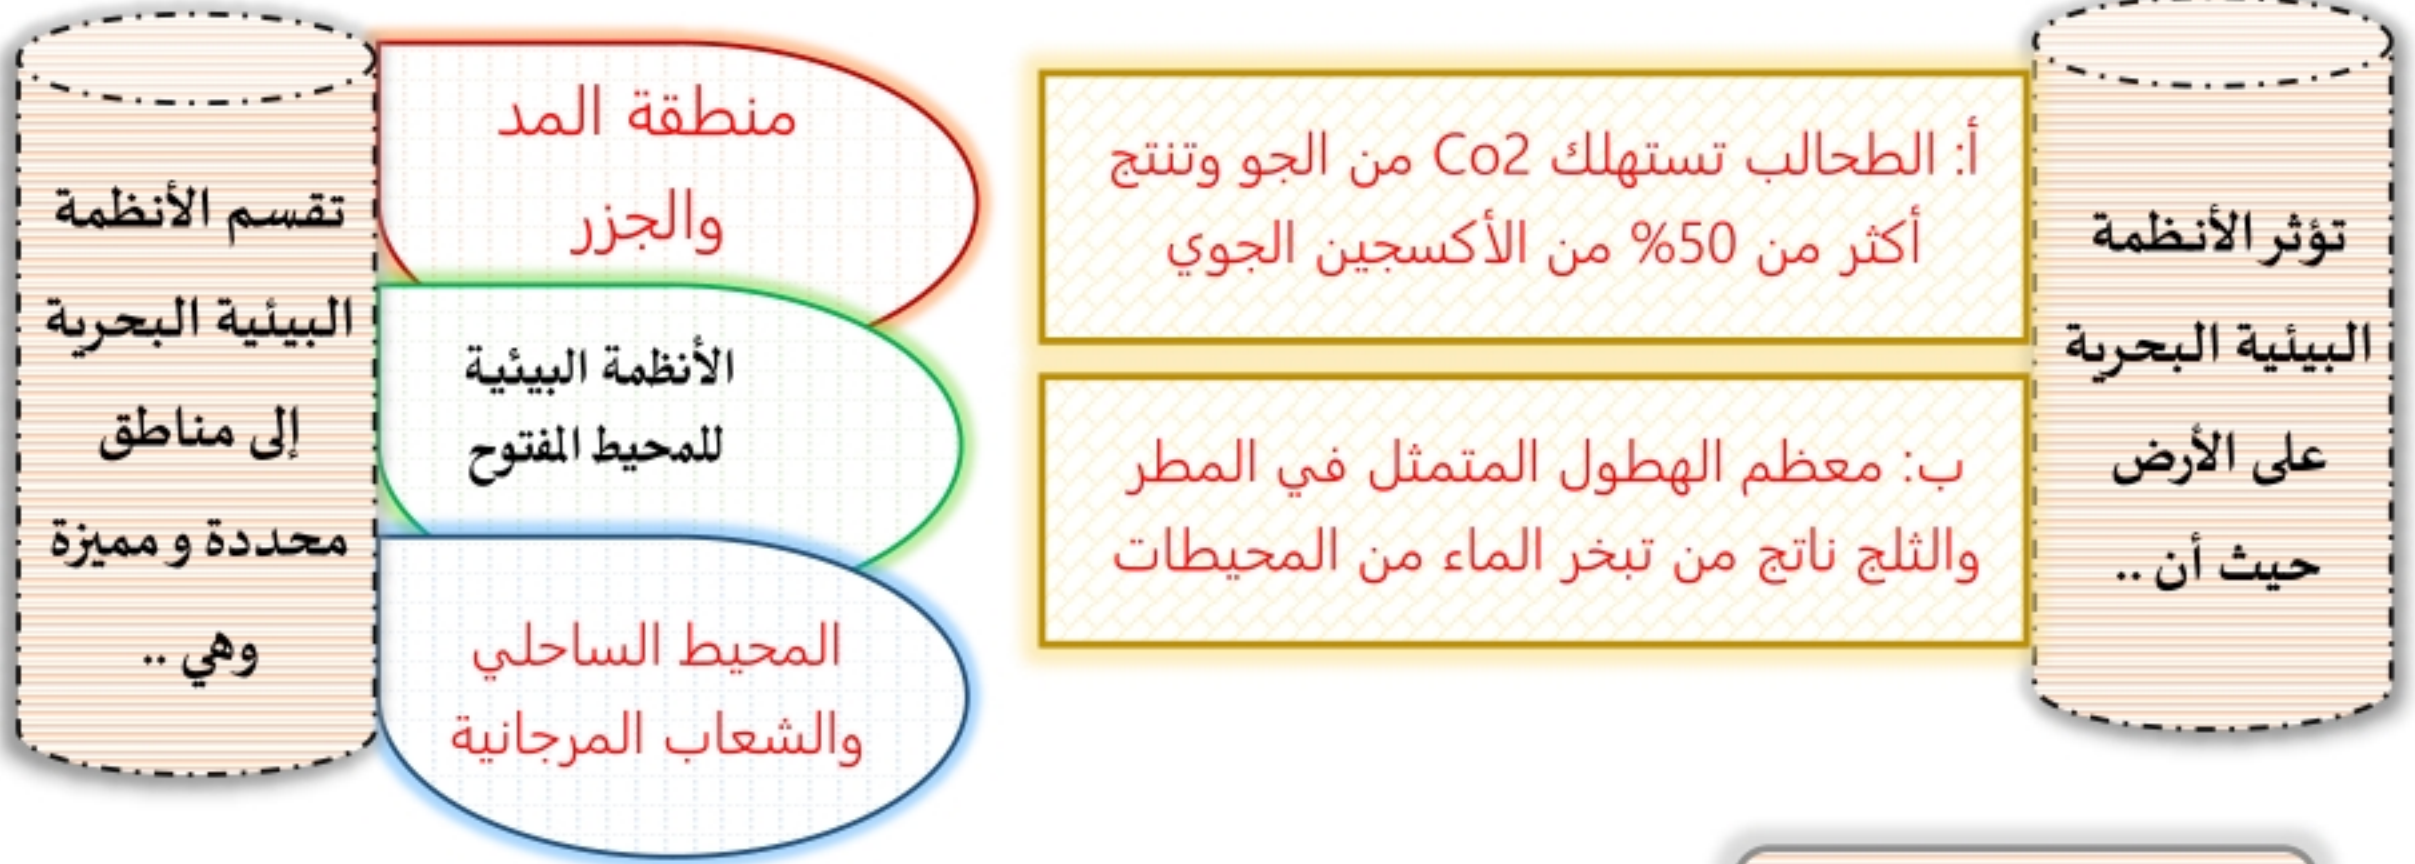 تؤثر الأنظمة
البيئية البحرية
على الأرض
حيث أن ..
أ: الطحالب تستهلك Co2 من الجو وتنتج
أكثر من 50% من الأكسجين الجوي
ب: معظم الهطول المتمثل في المطر
والثلج ناتج من تبخر الماء من المحيطات
تقسم الأنظمة
البيئية البحرية
إلى مناطق
محددة و مميزة
وهي ..
منطقة المد
والجزر
الأنظمة البيئية
للمحيط المفتوح
المحيط الساحلي
والشعاب المرجانية